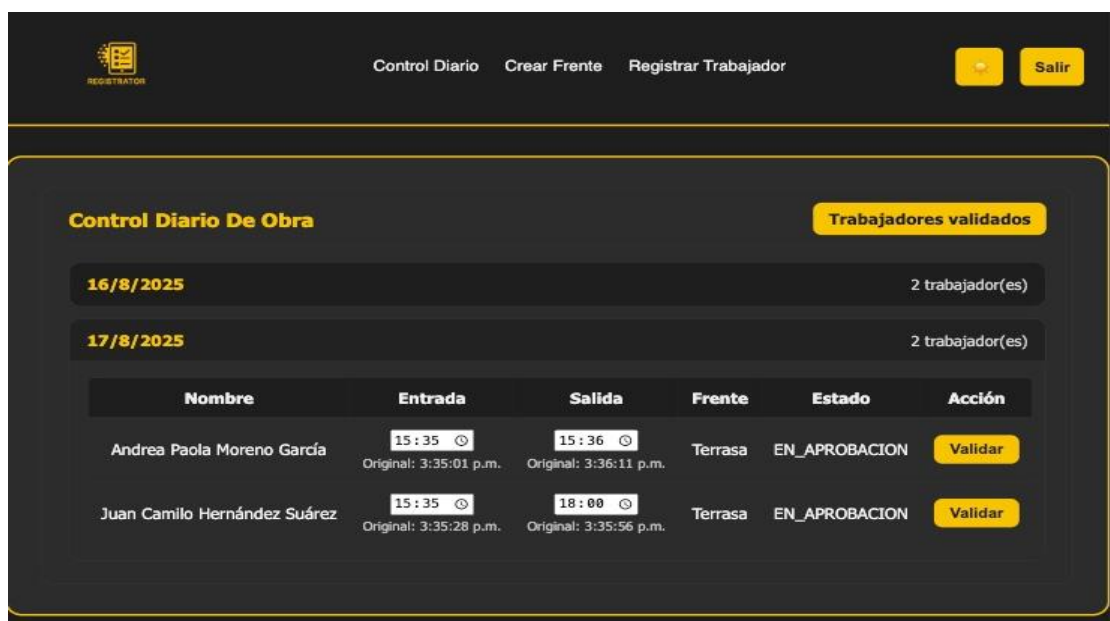 REGISTRATOR
Control Diario Crear Frente Registrar Trabajador Salir
Control Diario De Obra Trabajadores validados
16/8/2025 2 trabajador(es)
17/8/2025 2 trabajador(es)
Nombre Entrada Salida Frente Estado Acción
Andrea Paola Moreno García 15:35 Original: 3:35:01 p.m. 15:36 Original: 3:36:11 p.m. Terrasa EN_APROBACION Validar
Juan Camilo Hernández Suárez 15:35 Original: 3:35:28 p.m. 18:00 Original: 3:35:56 p.m. Terrasa EN_APROBACION Validar